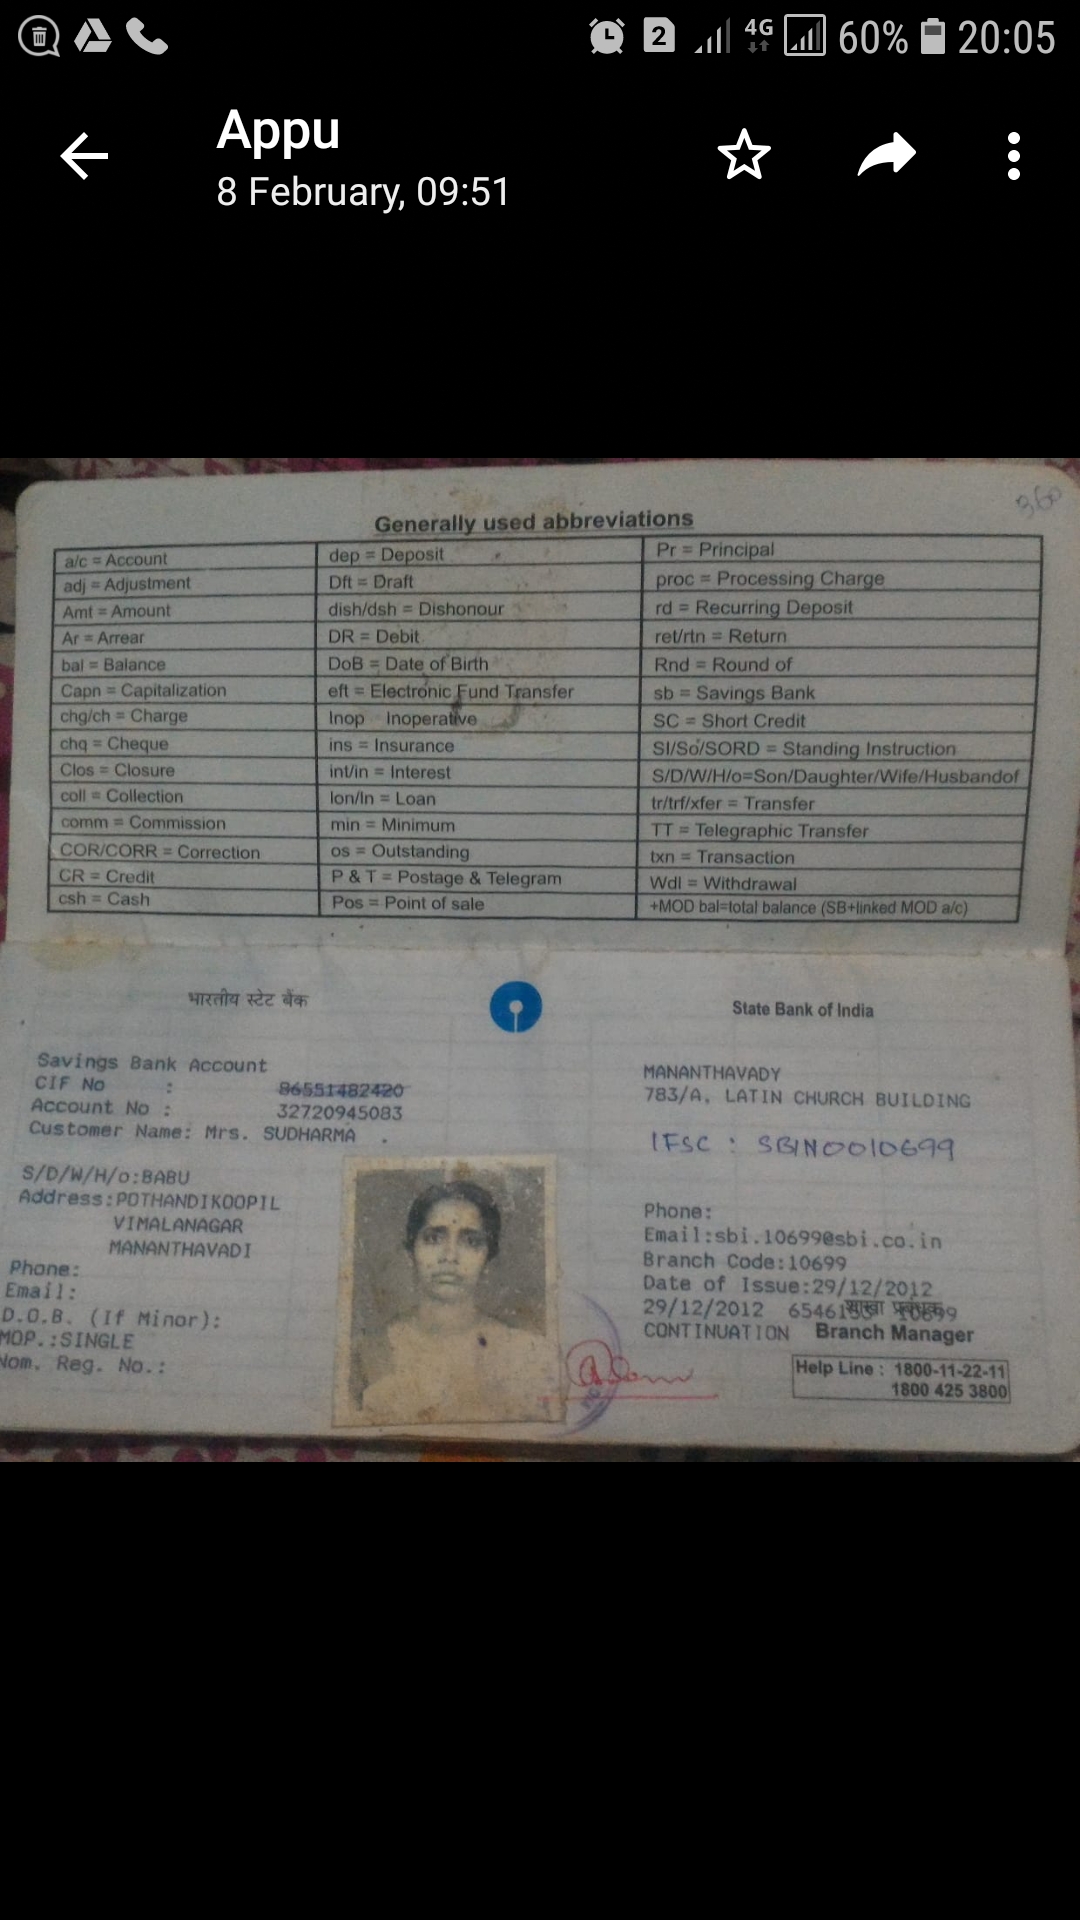 2 4G 60% 20:05
Appu
8 February, 09:51
360
Generally used abbreviations
a/c = Account
adj = Adjustment
Amt = Amount
Ar = Arrear
bal = Balance
Capn = Capitalization
chg/ch = Charge
chq = Cheque
Clos = Closure
coll = Collection
comm = Commission
COR/CORR = Correction
CR = Credit
csh = Cash
dep = Deposit
Dft = Draft
dish/dsh = Dishonour
DR = Debit
DoB = Date of Birth
eft = Electronic Fund Transfer
Inop Inoperative
ins = Insurance
int/in = Interest
lon/ln = Loan
min = Minimum
os = Outstanding
P & T = Postage & Telegram
Pos = Point of sale
Pr = Principal
proc = Processing Charge
rd = Recurring Deposit
ret/rtn = Return
Rnd = Round of
sb = Savings Bank
SC = Short Credit
SI/So/SORD = Standing Instruction
S/D/W/H/o=Son/Daughter/Wife/Husbandof
tr/trf/xfer = Transfer
TT = Telegraphic Transfer
txn = Transaction
Wdl = Withdrawal
+MOD bal=total balance (SB+linked MOD a/c)
भारतीय स्टेट बैंक
State Bank of India
Savings Bank Account
CIF No : 86551482420
Account No : 32720945083
Customer Name: Mrs. SUDHARMA .
S/D/W/H/o:BABU
Address:POTHANDIKOOPIL
VIMALANAGAR
MANANTHAVADI
Phone:
Email:
D.O.B. (If Minor):
MOP.:SINGLE
Nom. Reg. No.:
MANANTHAVADY
783/A, LATIN CHURCH BUILDING
IFSC : SBIN0010699
Phone:
Email:sbi.10699@sbi.co.in
Branch Code:10699
Date of Issue:29/12/2012
29/12/2012 शाखा प्रबंधक
CONTINUATION Branch Manager
Help Line : 1800-11-22-11
1800 425 3800